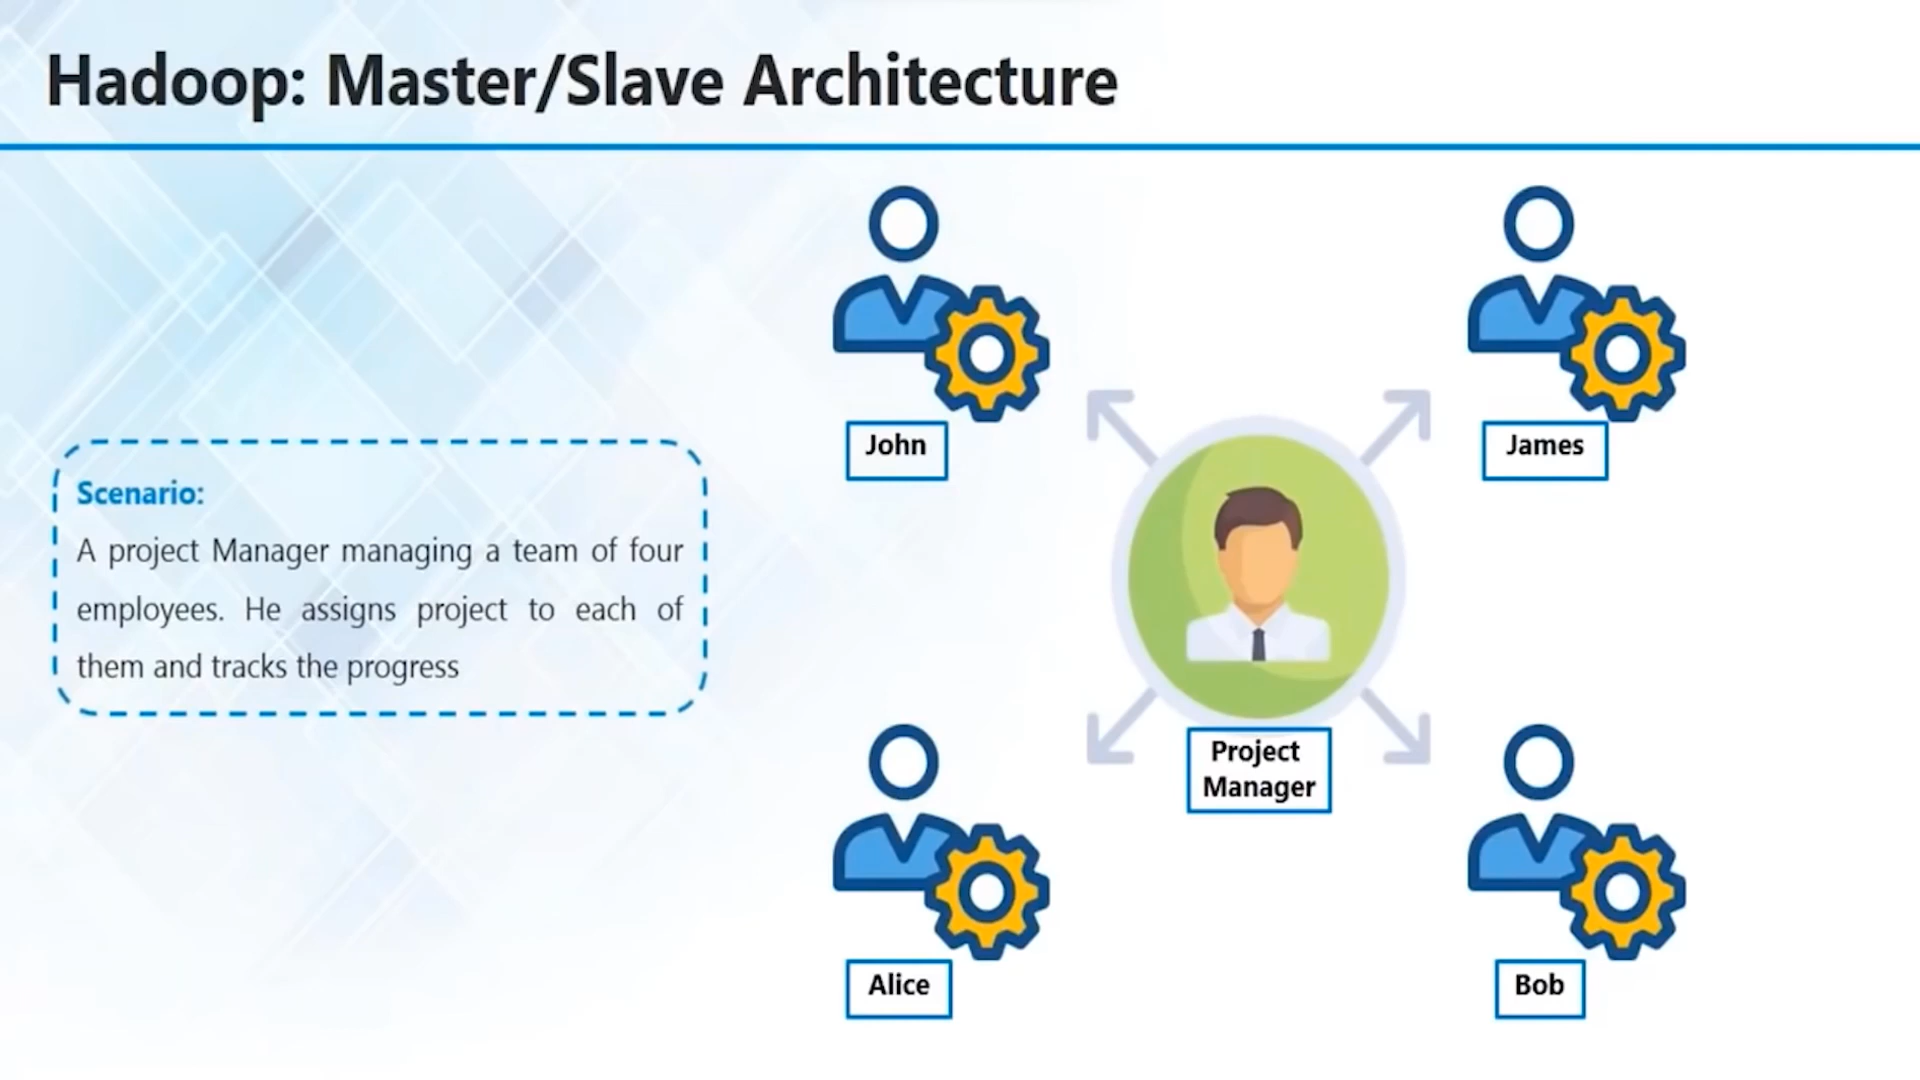 Hadoop: Master/Slave Architecture
Scenario:
A project Manager managing a team of four
employees. He assigns project to each of
them and tracks the progress
John
James
Project
Manager
Alice
Bob